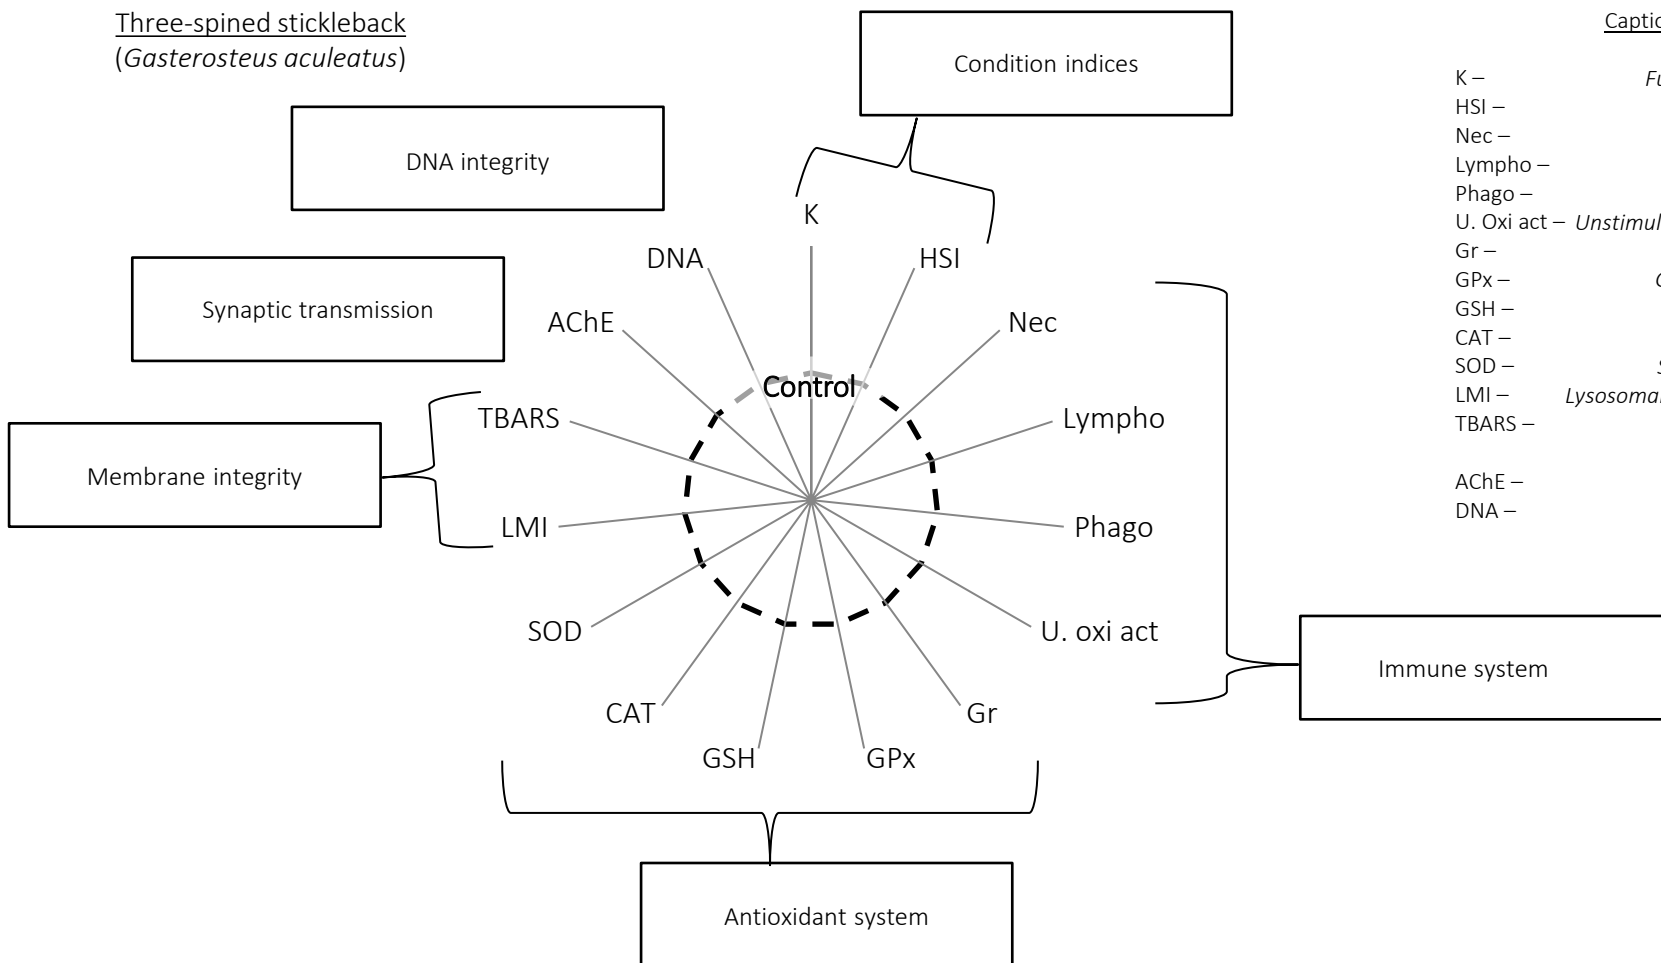 Three-spined stickleback
(Gasterosteus aculeatus)
Condition indices
DNA integrity
Synaptic transmission
Membrane integrity
Immune system
Antioxidant system
K
HSI
Nec
Lympho
Phago
U. oxi act
Gr
GPx
GSH
CAT
SOD
LMI
TBARS
AChE
DNA
Control
K –
HSI –
Nec –
Lympho –
Phago –
U. Oxi act –
Gr –
GPx –
GSH –
CAT –
SOD –
LMI –
TBARS –
AChE –
DNA –